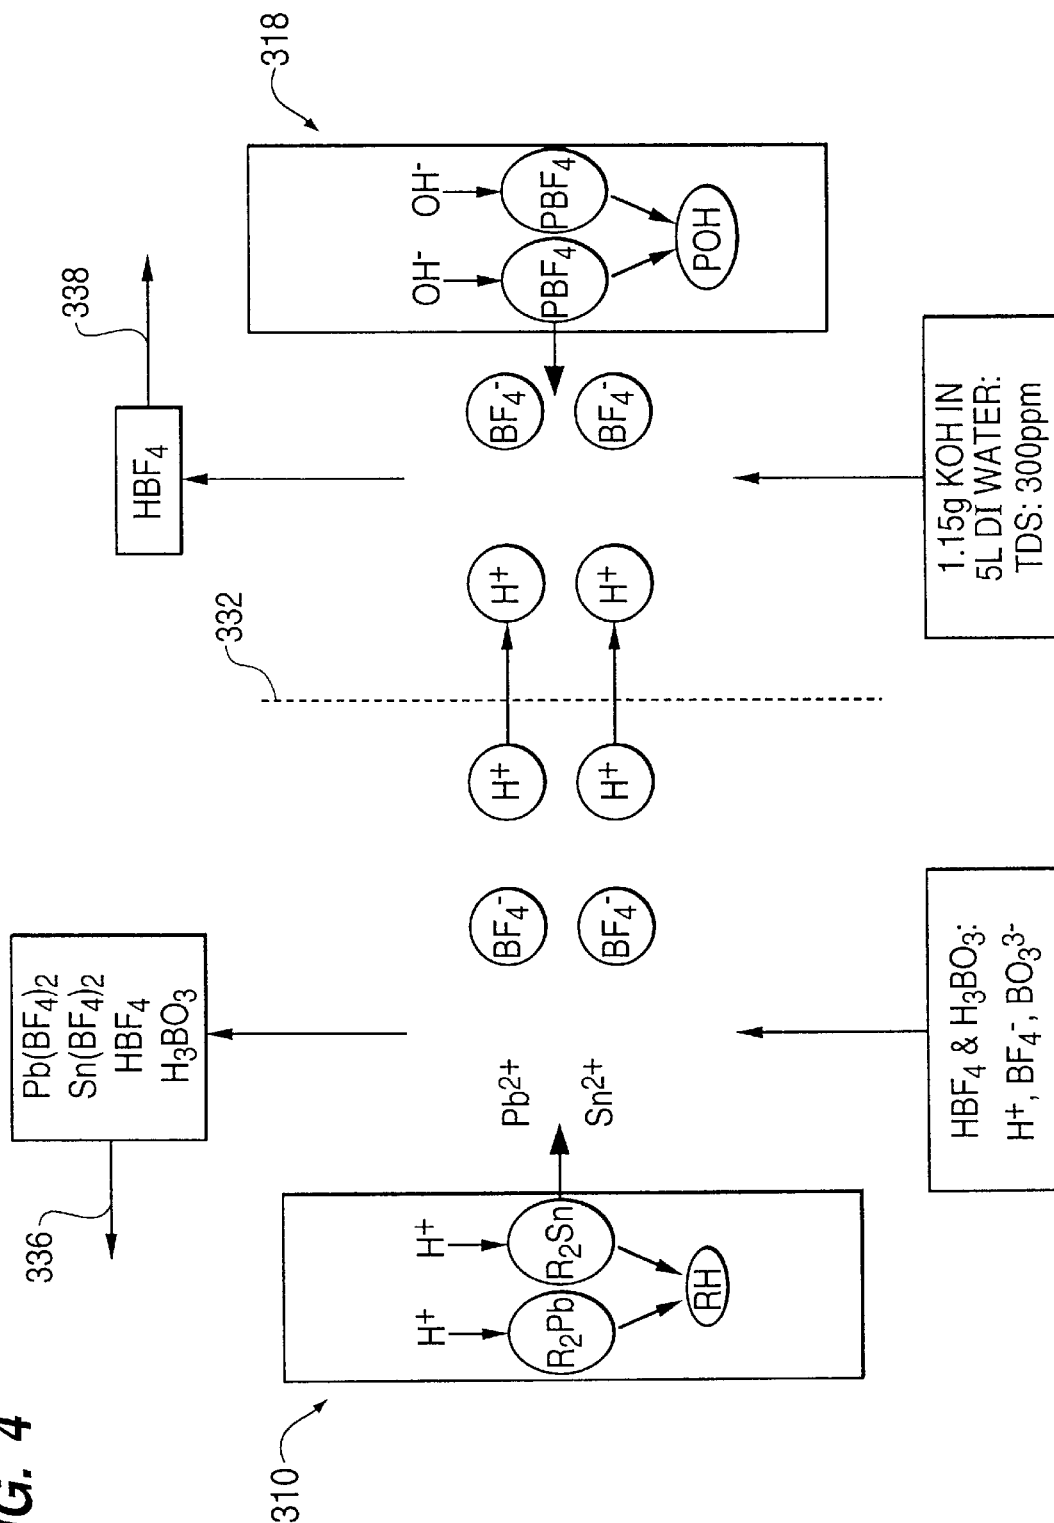 G. 4
336
Pb(BF4)2
Sn(BF4)2
HBF4
H3BO3
338
HBF4
332
318
310
H+ H+
R2Pb R2Sn
RH
Pb2+
Sn2+
BF4-
BF4-
H+ H+
H+ H+
BF4-
BF4-
OH- OH-
PBF4 PBF4
POH
HBF4 & H3BO3:
H+, BF4-, BO33-
1.15g KOH IN
5L DI WATER:
TDS: 300ppm